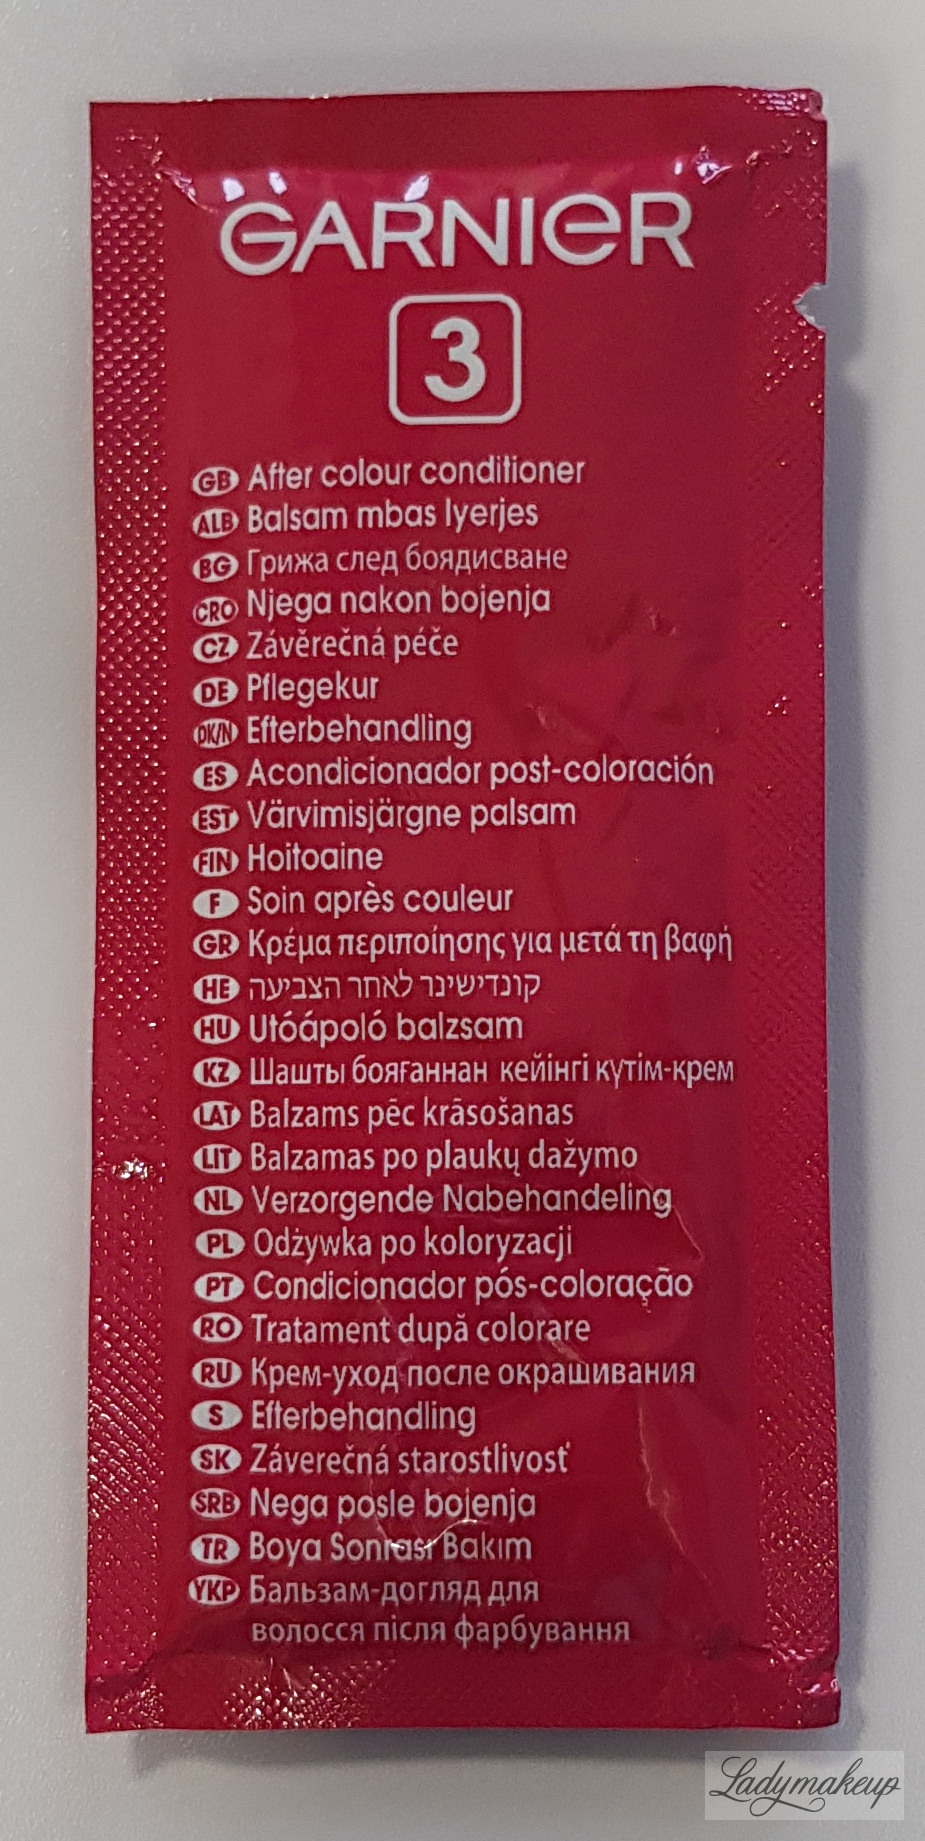 GARNIER
3
GB After colour conditioner
ALB Balsam mbas lyerjes
BG Грижа след боядисване
CRO Njega nakon bojenja
CZ Závěrečná péče
DE Pflegekur
DK/N Efterbehandling
ES Acondicionador post-coloración
EST Värvimisjärgne palsam
FIN Hoitoaine
F Soin après couleur
GR Κρέμα περιποίησης για μετά τη βαφή
HE קונדישינר לאחר הצביעה
HU Utóápoló balzsam
KZ Шашты бояғаннан кейінгі күтім-крем
LAT Balzams pēc krāsošanas
LIT Balzamas po plaukų dažymo
NL Verzorgende Nabehandeling
PL Odżywka po koloryzacji
PT Condicionador pós-coloração
RO Tratament după colorare
RU Крем-уход после окрашивания
S Efterbehandling
SK Záverečná starostlivosť
SRB Nega posle bojenja
TR Boya Sonrası Bakım
УКР Бальзам-догляд для
волосся після фарбування
Ladymakeup